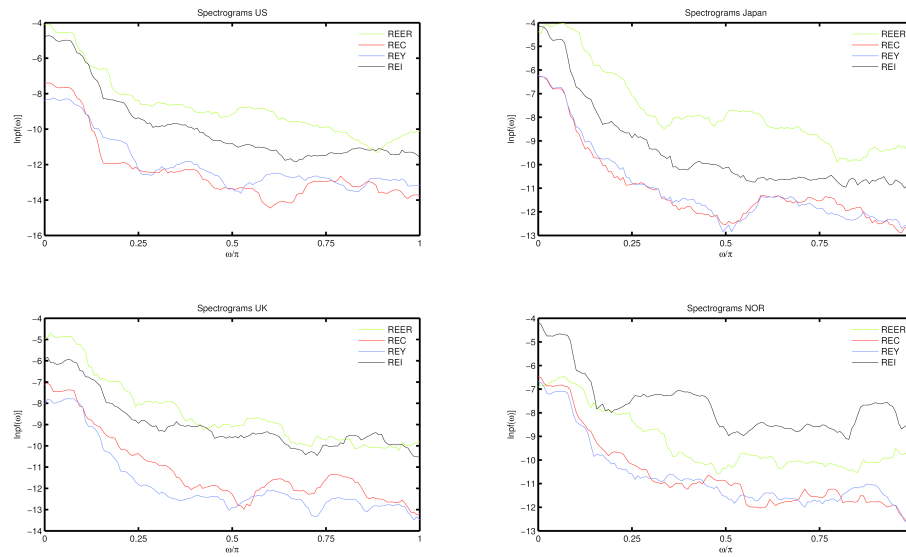 Spectrograms US
−4
−6
−8
−10
−12
−14
−16
lnpf(ω)]
0
0.25
0.5
0.75
1
ω/π
REER
REC
REY
REI
Spectrograms Japan
−4
−5
−6
−7
−8
−9
−10
−11
−12
−13
lnpf(ω)]
0
0.25
0.5
0.75
ω/π
REER
REC
REY
REI
Spectrograms UK
−4
−5
−6
−7
−8
−9
−10
−11
−12
−13
−14
lnpf(ω)]
0
0.25
0.5
0.75
1
ω/π
REER
REC
REY
REI
Spectrograms NOR
−4
−5
−6
−7
−8
−9
−10
−11
−12
−13
lnpf(ω)]
0
0.25
0.5
0.75
ω/π
REER
REC
REY
REI